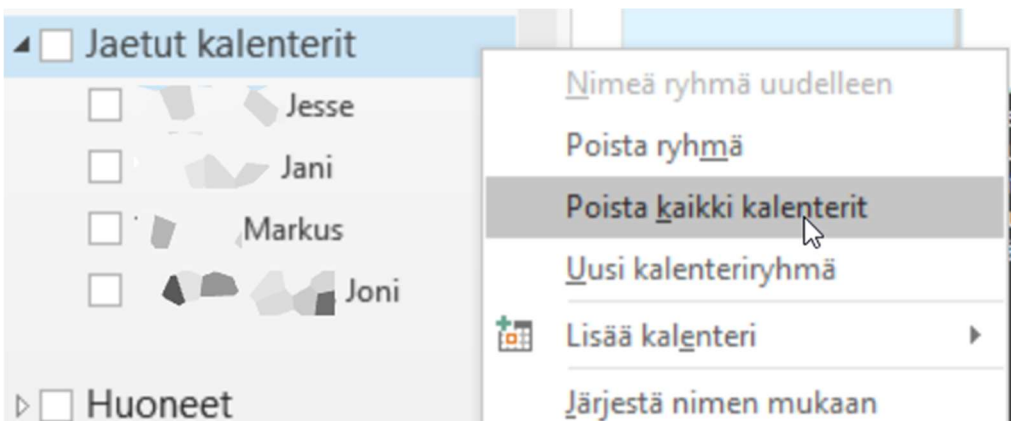 Jaetut kalenterit
Jesse
Jani
Markus
Joni
Huoneet
Nimeä ryhmä uudelleen
Poista ryhmä
Poista kaikki kalenterit
Uusi kalenteriryhmä
Lisää kalenteri
Järjestä nimen mukaan